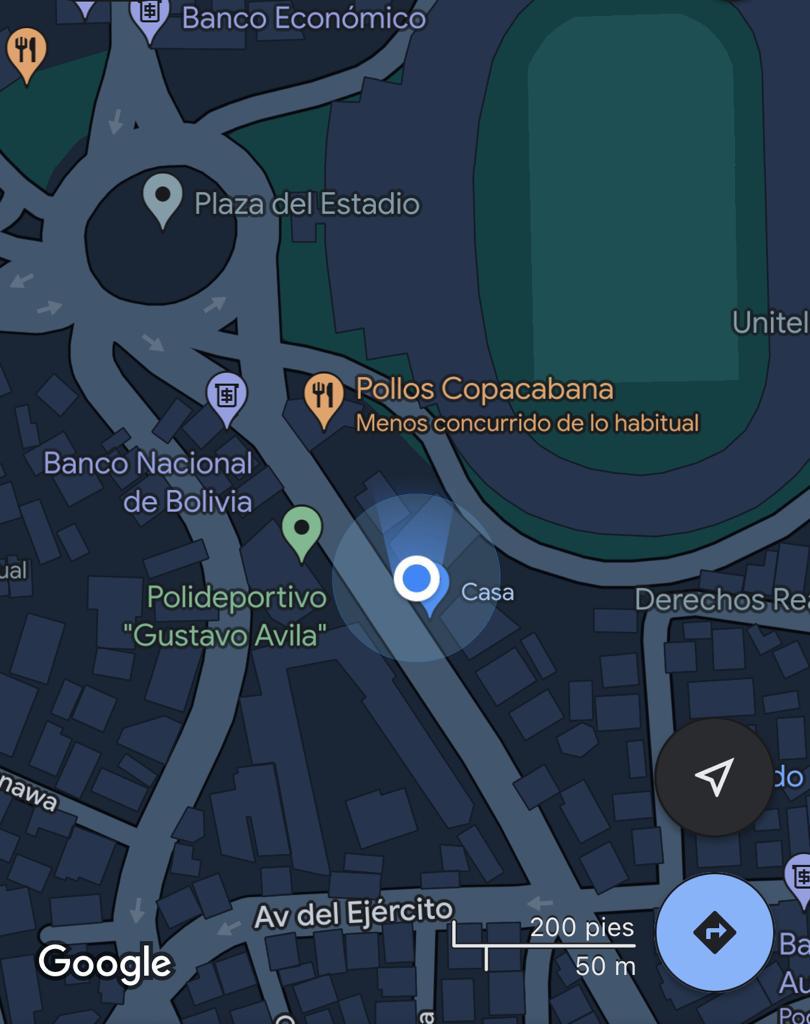 Banco Económico
Plaza del Estadio
Unitel
Pollos Copacabana
Menos concurrido de lo habitual
Banco Nacional
de Bolivia
ual
Polideportivo
"Gustavo Avila"
Casa
Derechos Rea
nawa
do
Av del Ejército
200 pies
50 m
Google
Ba
Au